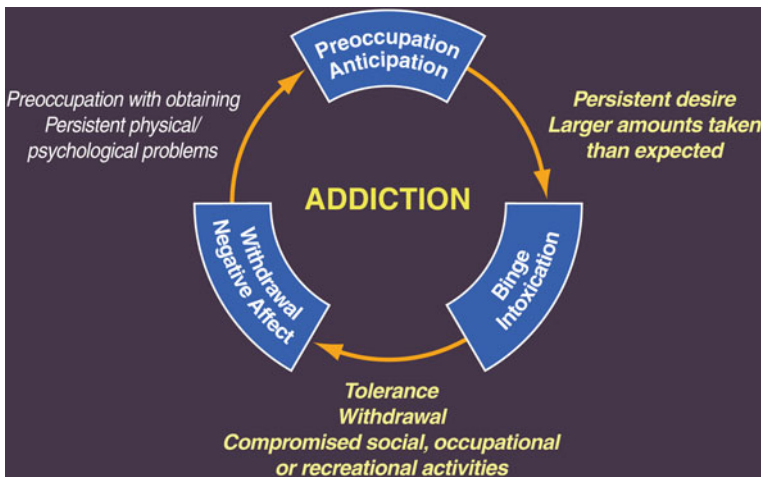 Preoccupation
Anticipation
Preoccupation with obtaining
Persistent physical/
psychological problems
Persistent desire
Larger amounts taken
than expected
ADDICTION
Withdrawal
Negative Affect
Binge
Intoxication
Tolerance
Withdrawal
Compromised social, occupational
or recreational activities